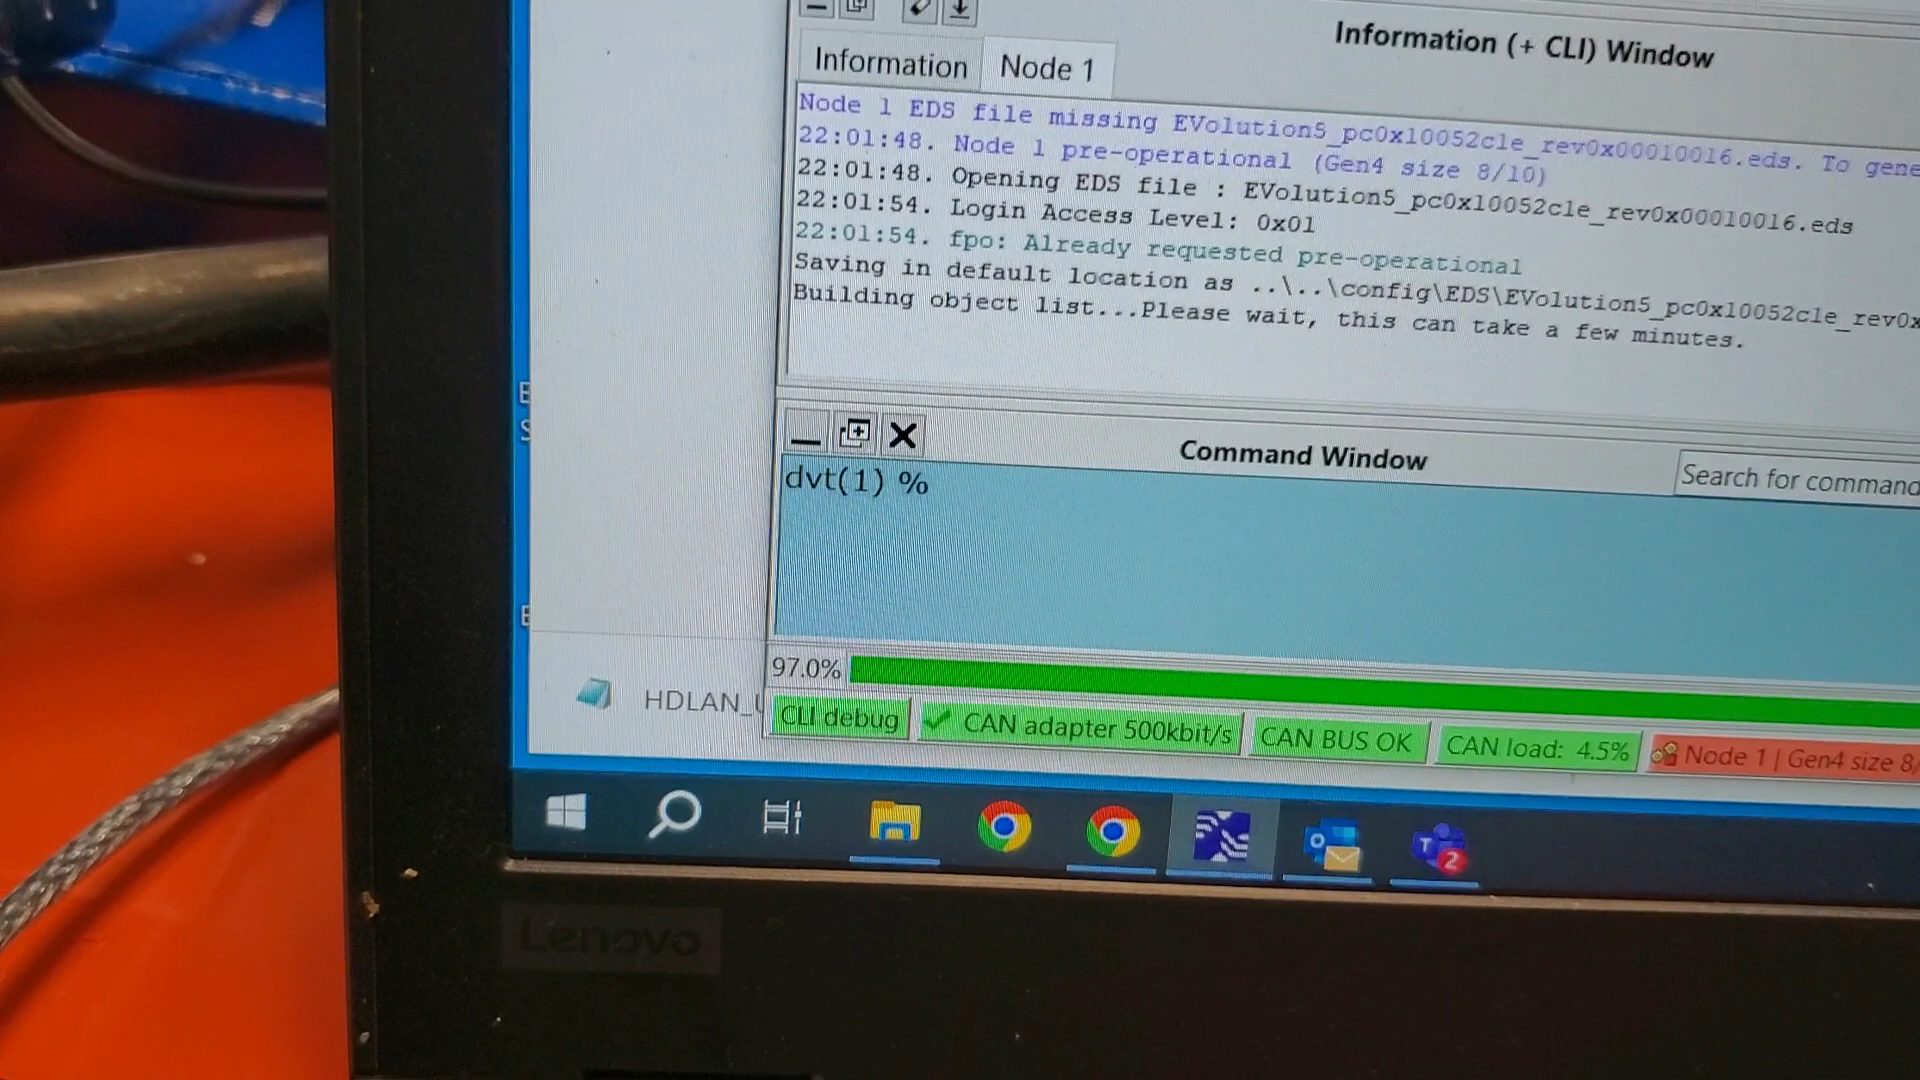 Information (+ CLI) Window
Information
Node 1
Node 1 EDS file missing EVolution5_pc0x10052c1e_rev0x00010016.eds. To gene
22:01:48. Node 1 pre-operational (Gen4 size 8/10)
22:01:48. Opening EDS file : EVolution5_pc0x10052c1e_rev0x00010016.eds
22:01:54. Login Access Level: 0x01
22:01:54. fpo: Already requested pre-operational
Saving in default location as ..\..\config\EDS\EVolution5_pc0x10052c1e_rev0x
Building object list...Please wait, this can take a few minutes.
Command Window
Search for command
dvt(1) %
97.0%
HDLAN_
CLI debug
CAN adapter 500kbit/s
CAN BUS OK
CAN load: 4.5%
Node 1 | Gen4 size 8/
2
Lenovo